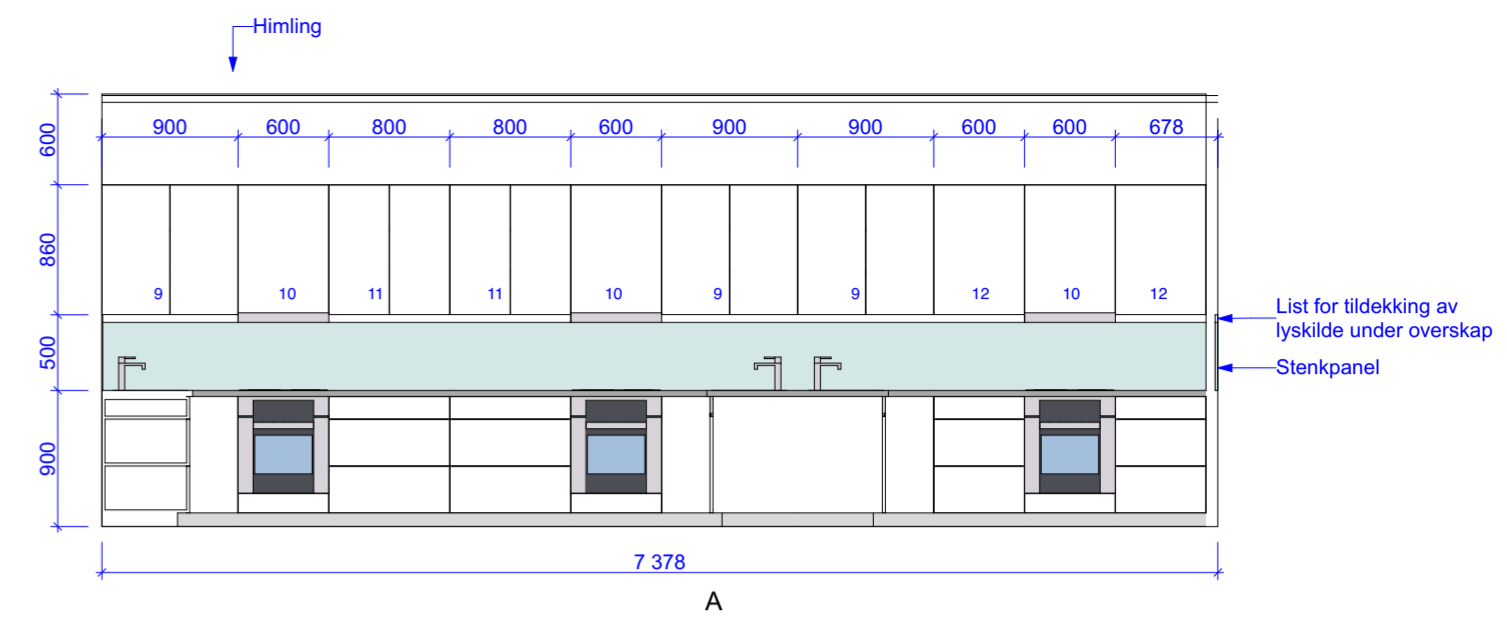 Himling
600
900 600 800 800 600 900 900 600 600 678
860
9 10 11 11 10 9 9 12 10 12
List for tildekking av
lyskilde under overskap
500
Stenkpanel
900
7 378
A